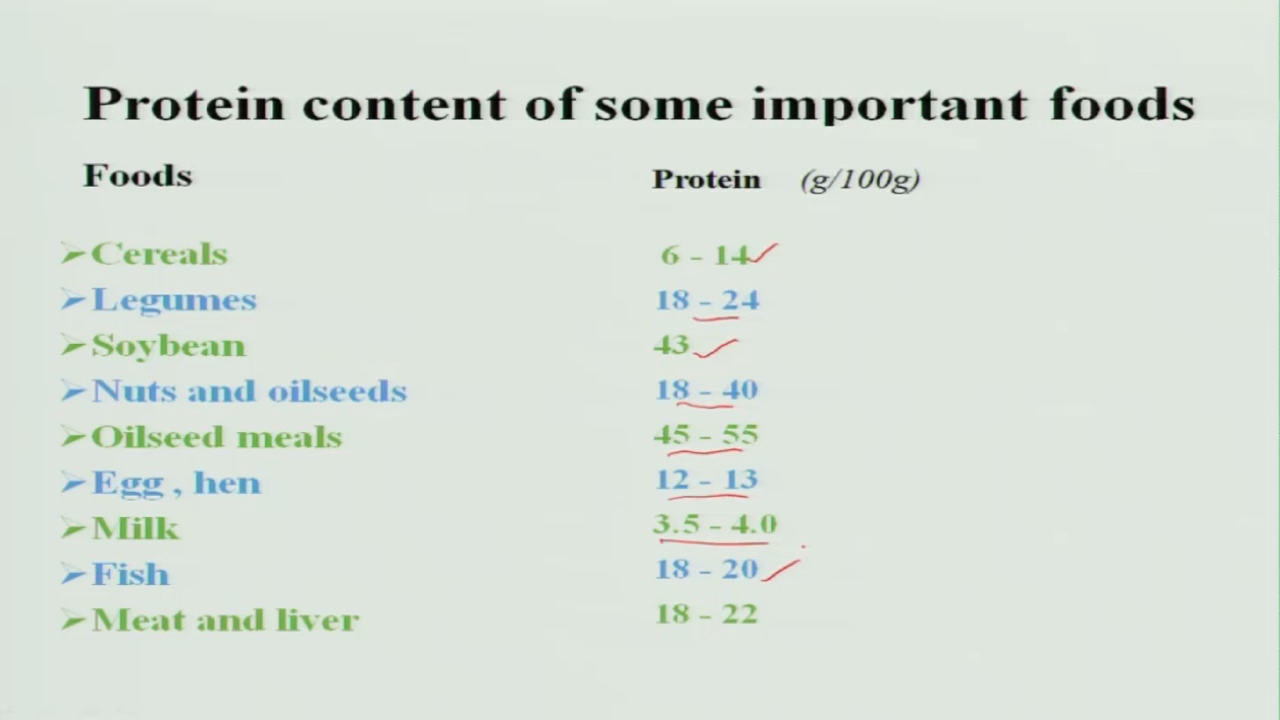 Protein content of some important foods
Foods Protein (g/100g)
➢Cereals 6 - 14
➢Legumes 18 - 24
➢Soybean 43
➢Nuts and oilseeds 18 - 40
➢Oilseed meals 45 - 55
➢Egg , hen 12 - 13
➢Milk 3.5 - 4.0
➢Fish 18 - 20
➢Meat and liver 18 - 22